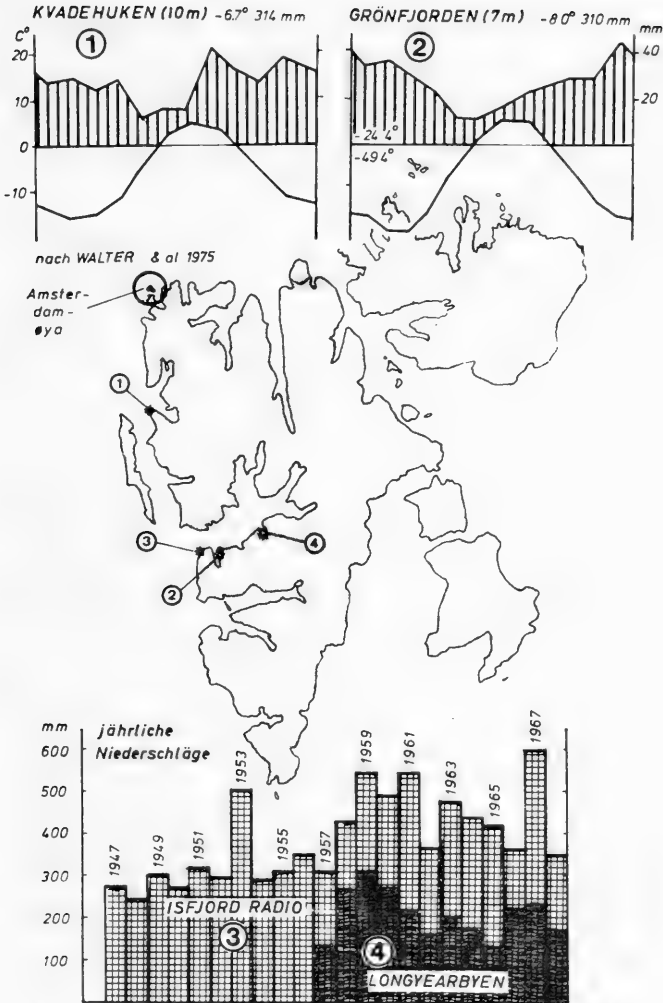 KVADEHUKEN (10m) -6.7° 314 mm
GRÖNFJORDEN (7m) -8.0° 310 mm
C°
1
2
mm
20
40
10
20
0
-24.4°
-49.4°
-10
nach WALTER & al 1975
Amster-
dam-
øya
1
3
4
2
mm
jährliche
Niederschläge
600
500
400
300
200
100
1947
1949
1951
1953
1955
1957
1959
1961
1963
1965
1967
ISFJORD RADIO
3
4
LONGYEARBYEN